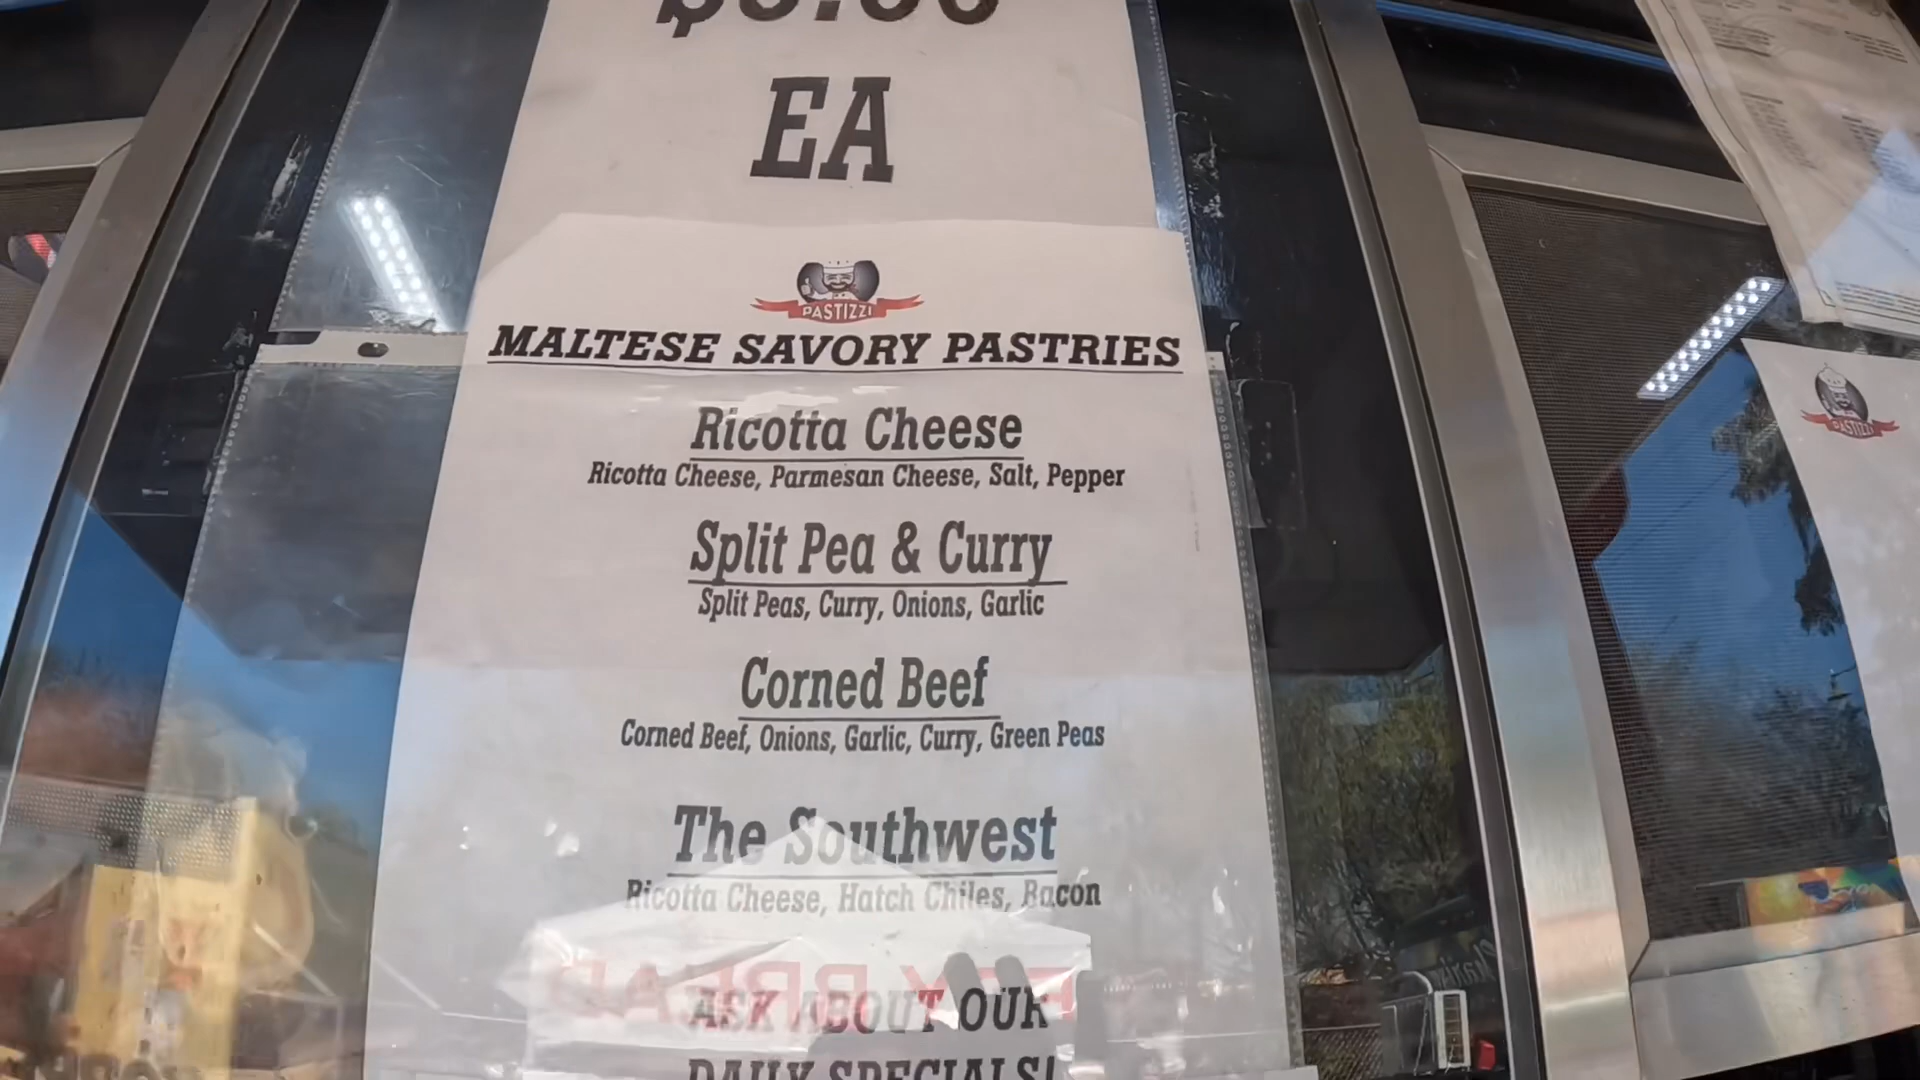 EA
PASTIZZI
MALTESE SAVORY PASTRIES
Ricotta Cheese
Ricotta Cheese, Parmesan Cheese, Salt, Pepper
Split Pea & Curry
Split Peas, Curry, Onions, Garlic
Corned Beef
Corned Beef, Onions, Garlic, Curry, Green Peas
The Southwest
Ricotta Cheese, Hatch Chiles, Bacon
ASK ABOUT OUR
DAILY SPECIALS!
PASTIZZI